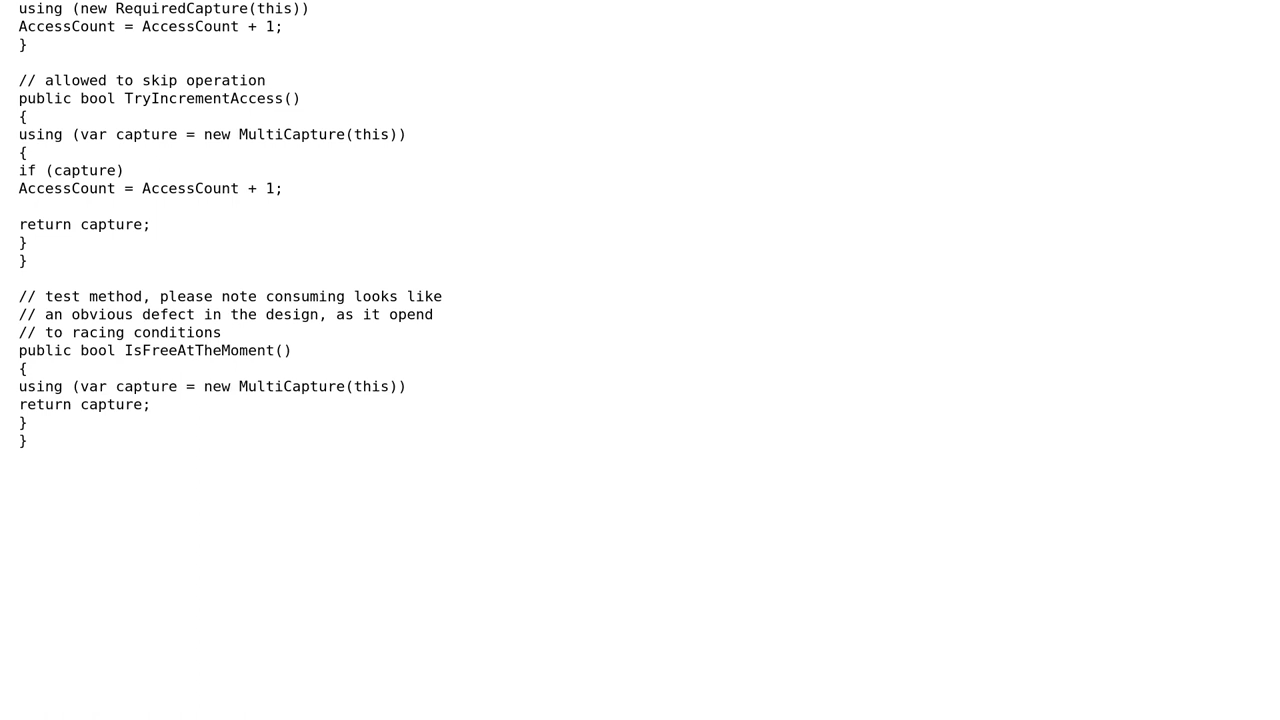 using (new RequiredCapture(this))
AccessCount = AccessCount + 1;
}

// allowed to skip operation
public bool TryIncrementAccess()
{
using (var capture = new MultiCapture(this))
{
if (capture)
AccessCount = AccessCount + 1;

return capture;
}
}

// test method, please note consuming looks like
// an obvious defect in the design, as it opend
// to racing conditions
public bool IsFreeAtTheMoment()
{
using (var capture = new MultiCapture(this))
return capture;
}
}